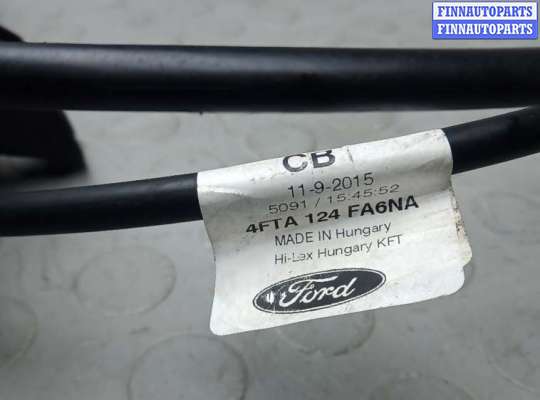 FINNAUTOPARTS
FINNAUTOPARTS
CB
11-9-2015
5091 / 15:45:52
4FTA 124 FA6NA
MADE IN Hungary
Hi-Lex Hungary KFT
Ford